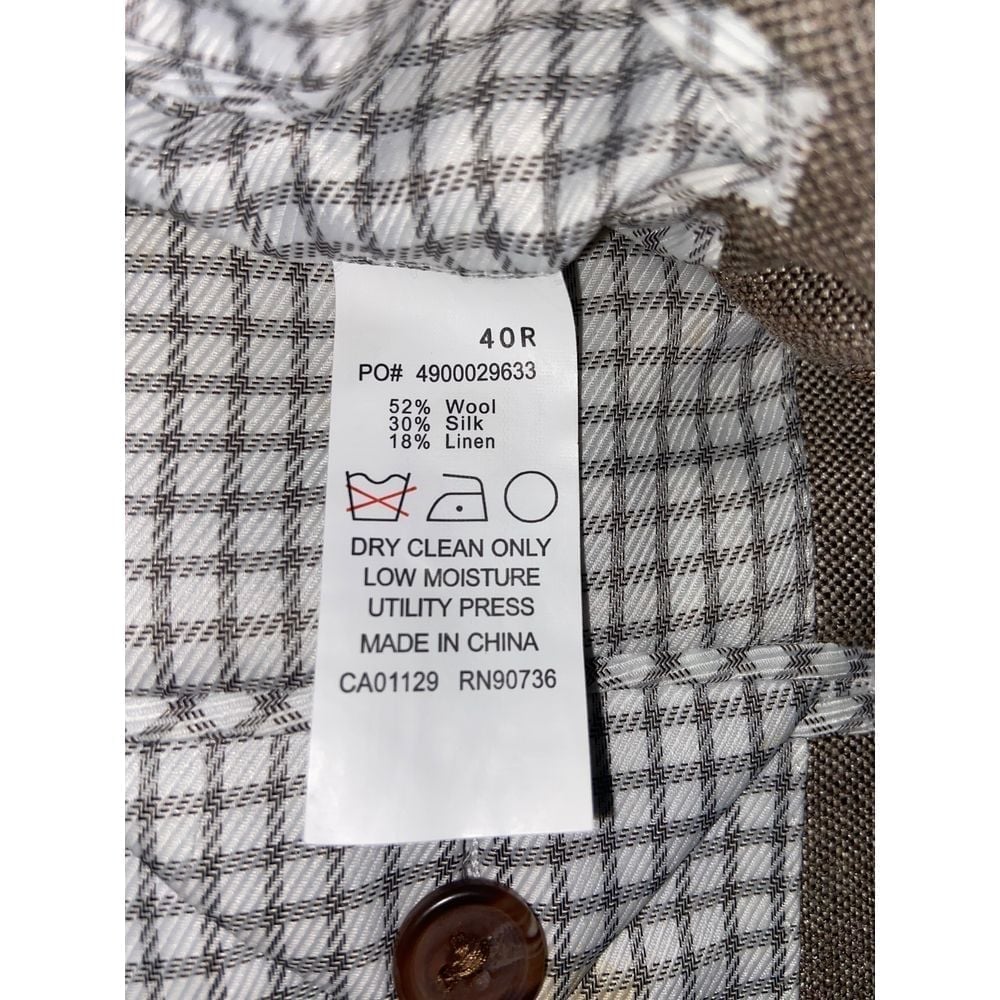 40R
PO# 4900029633
52% Wool
30% Silk
18% Linen
DRY CLEAN ONLY
LOW MOISTURE
UTILITY PRESS
MADE IN CHINA
CA01129 RN90736